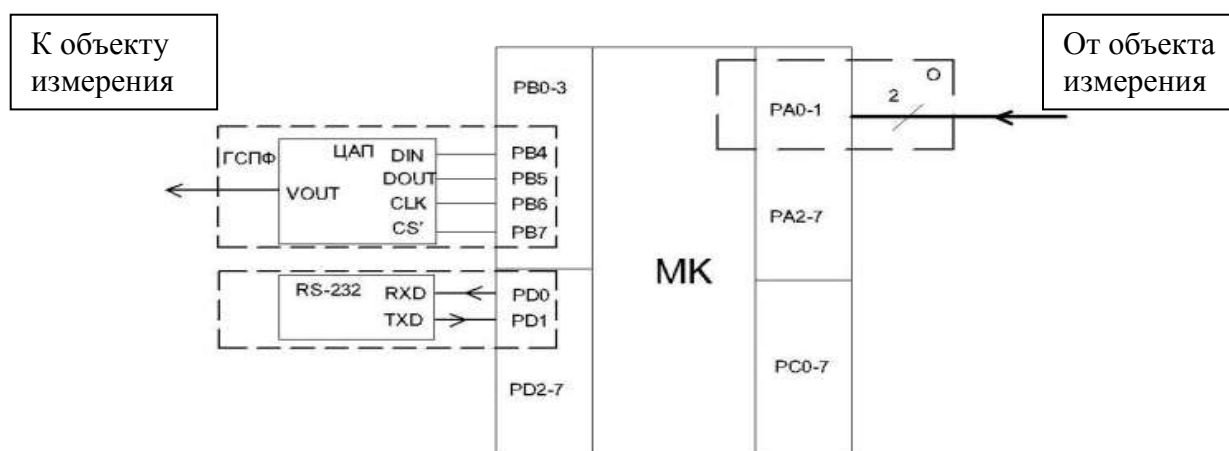 К объекту
измерения
От объекта
измерения
PB0-3
ГСПФ
ЦАП
VOUT
DIN
DOUT
CLK
CS'
PB4
PB5
PB6
PB7
RS-232
RXD
TXD
PD0
PD1
PD2-7
МК
PA0-1
2
О
PA2-7
PC0-7